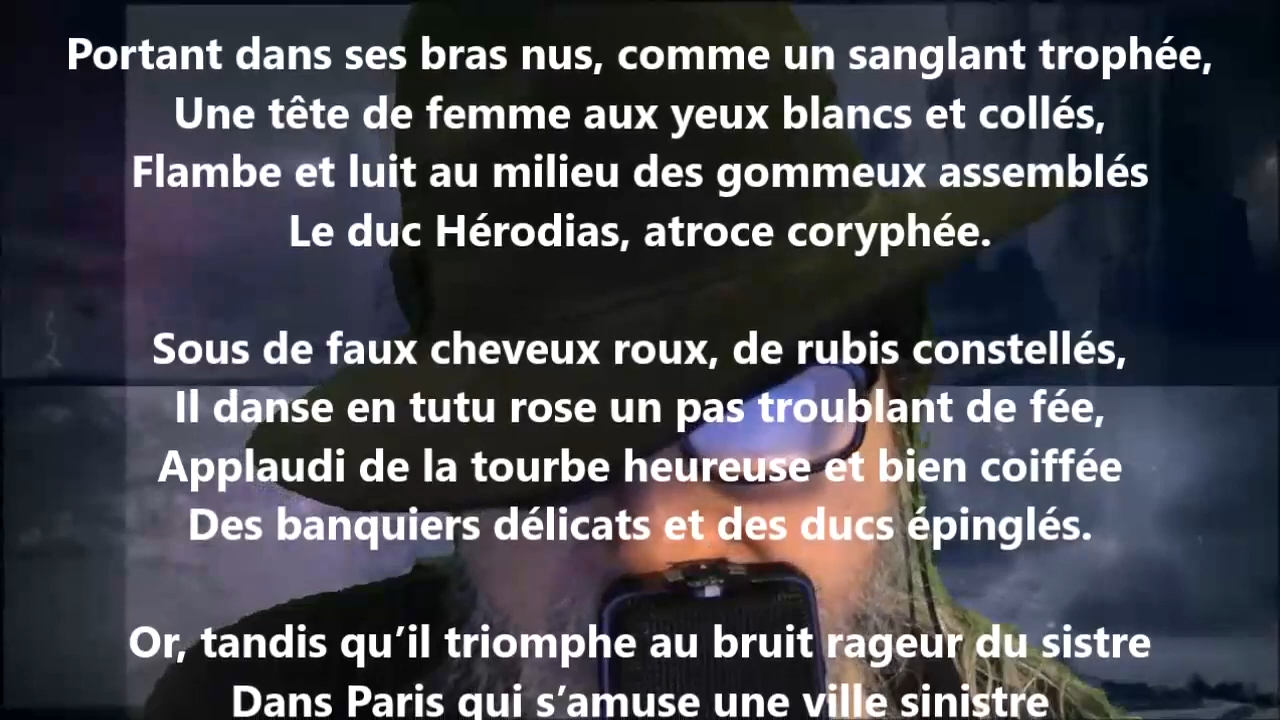 Portant dans ses bras nus, comme un sanglant trophée,
Une tête de femme aux yeux blancs et collés,
Flambe et luit au milieu des gommeux assemblés
Le duc Hérodias, atroce coryphée.
Sous de faux cheveux roux, de rubis constellés,
Il danse en tutu rose un pas troublant de fée,
Applaudi de la tourbe heureuse et bien coiffée
Des banquiers délicats et des ducs épinglés.
Or, tandis qu’il triomphe au bruit rageur du sistre
Dans Paris qui s’amuse une ville sinistre